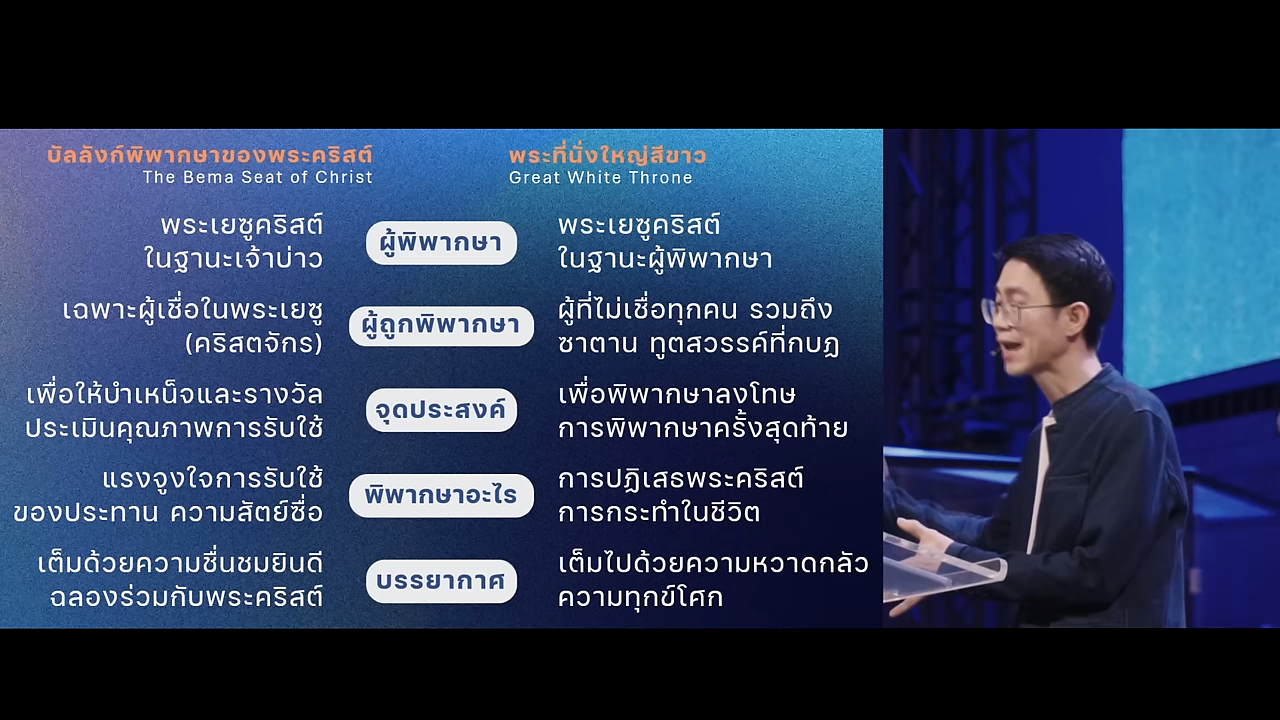 บัลลังก์พิพากษาของพระคริสต์
The Bema Seat of Christ
พระที่นั่งใหญ่สีขาว
Great White Throne
พระเยซูคริสต์
ในฐานะเจ้าบ่าว
ผู้พิพากษา
พระเยซูคริสต์
ในฐานะผู้พิพากษา
เฉพาะผู้เชื่อในพระเยซู
(คริสตจักร)
ผู้ถูกพิพากษา
ผู้ที่ไม่เชื่อทุกคน รวมถึง
ซาตาน ทูตสวรรค์ที่กบฏ
เพื่อให้บำเหน็จและรางวัล
ประเมินคุณภาพการรับใช้
จุดประสงค์
เพื่อพิพากษาลงโทษ
การพิพากษาครั้งสุดท้าย
แรงจูงใจการรับใช้
ของประทาน ความสัตย์ซื่อ
พิพากษาอะไร
การปฏิเสธพระคริสต์
การกระทำในชีวิต
เต็มด้วยความชื่นชมยินดี
ฉลองร่วมกับพระคริสต์
บรรยากาศ
เต็มไปด้วยความหวาดกลัว
ความทุกข์โศก